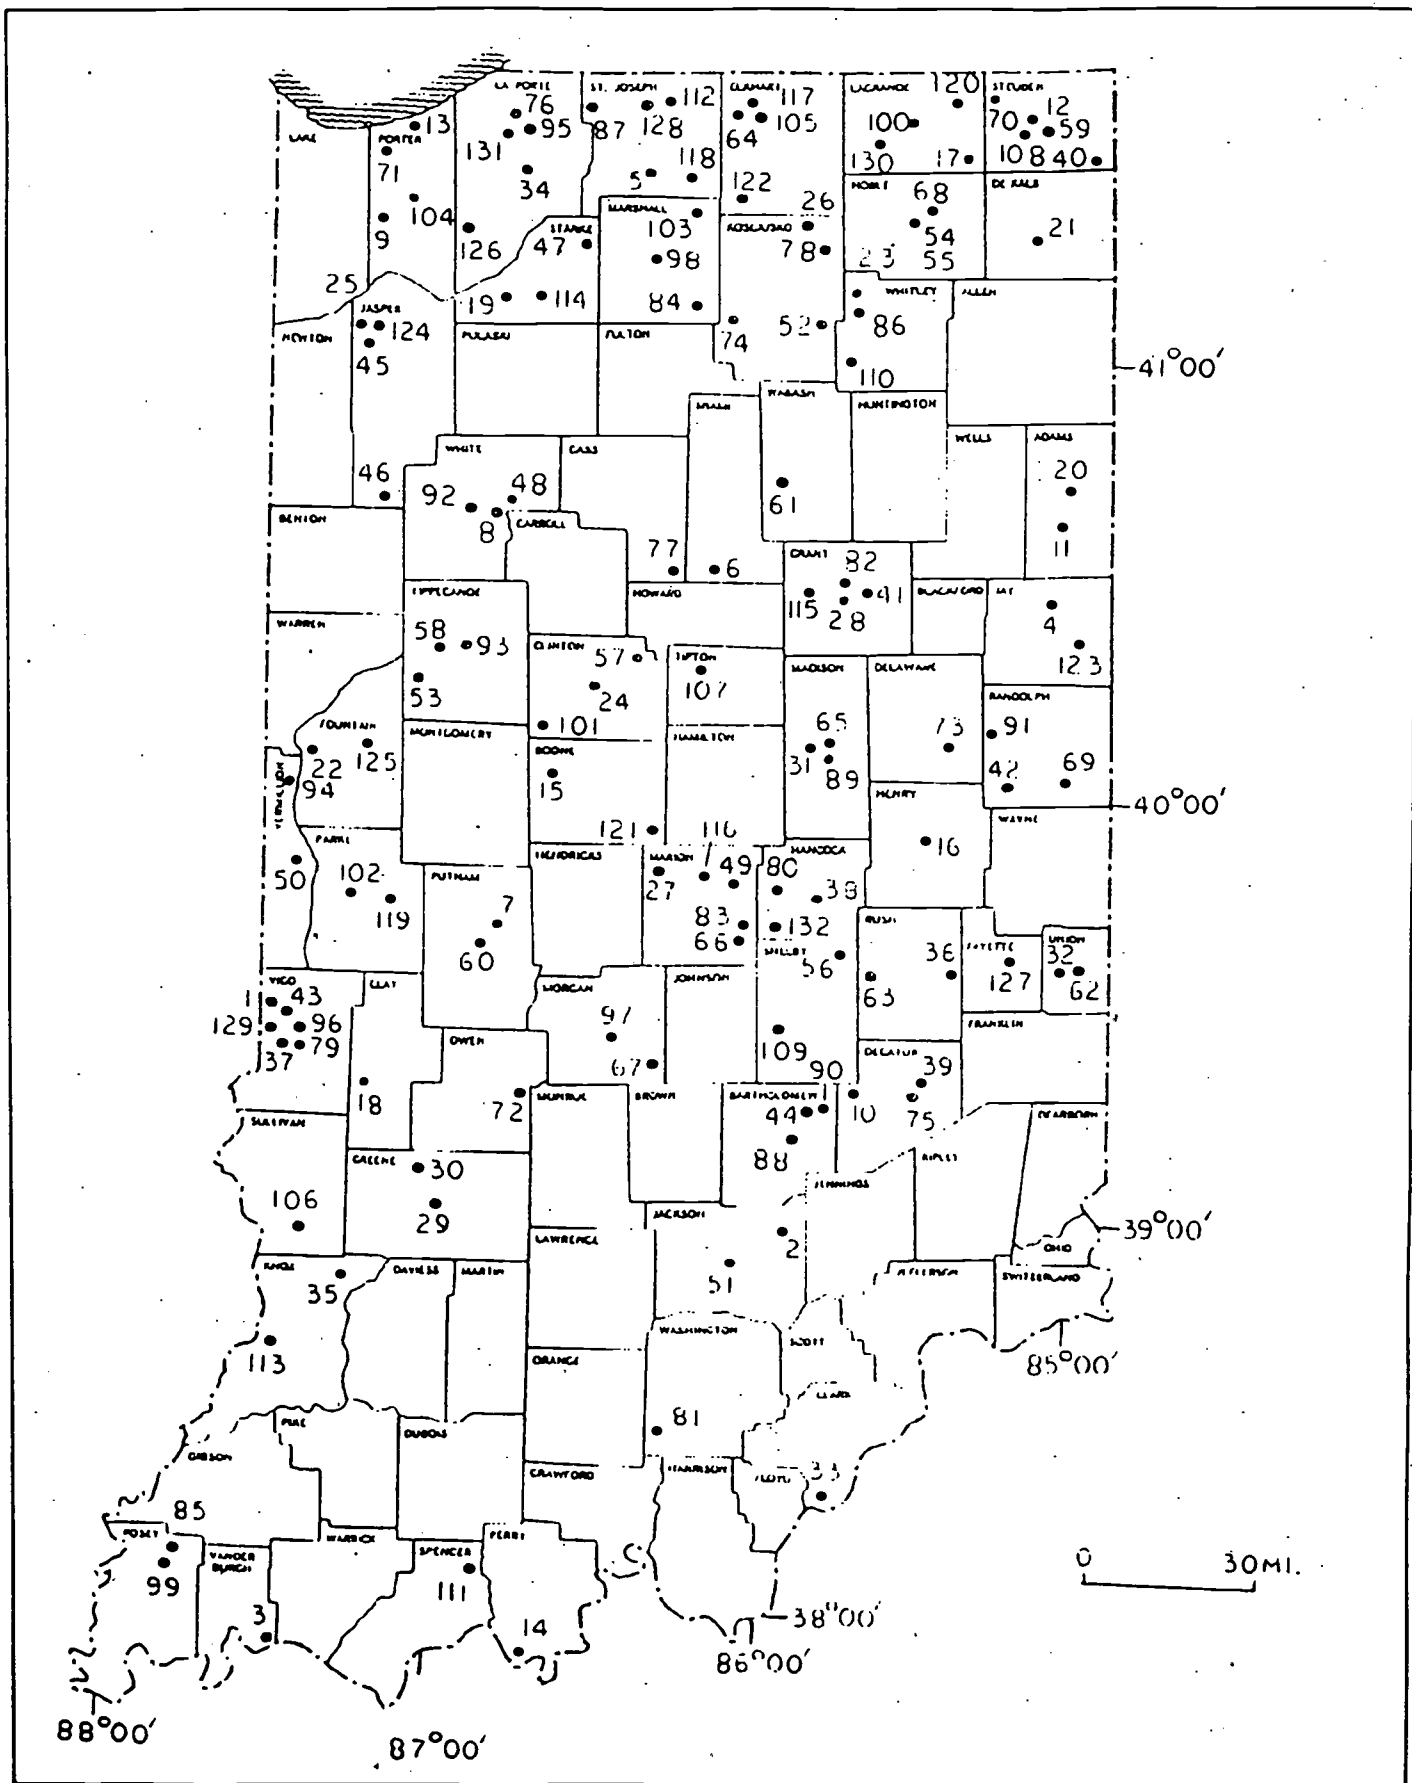 LA PORTE ST. JOSEPH ELKHART LAGRANGE 120 STEUBEN
76 112 117 12
13 95 87 128 64 105 100 70 59
LAKE PORTER 131 130 17 108 40
71 34 5 118
104 122 26 NOBLE 68 DE KALB
9 126 STARKE 47 MARSHALL 103 KOSCIUSKO 78 54 21
98 23 55
25 19 114 84 WHITLEY ALLEN
JASPER 124 74 52 86
NEWTON 45 PULASKI FULTON 110 41°00'
MIAMI WABASH HUNTINGTON
WHITE CASS WELLS ADAMS
46 92 48 61 20
BENTON 8 CARROLL 11
77 6 GRANT 82
TIPPECANOE HOWARD 115 41 BLACKFORD JAY
WARREN 28 4
58 93 CLINTON 57 TIPTON MADISON DELAWARE 123
53 24 107 RANDOLPH
FOUNTAIN 101 65 73 91
MONTGOMERY BOONE HAMILTON 31 89 42 69
22 125 15 HENRY
VERMILLION 94 40°00'
121 116 WAYNE
PARKE HENDRICKS MARION HANCOCK 16
50 102 PUTNAM 27 49 80 38
119 7 83 132 RUSH
60 66 SHELBY 56 36 FAYETTE UNION 32
VIGO CLAY MORGAN JOHNSON 63 127 62
1 43 97 FRANKLIN
129 96 OWEN 109 DECATUR
37 79 67 90 39
18 72 MONROE BROWN BARTHOLOMEW 10 75 DEARBORN
SULLIVAN 44
GREENE 30 88 JENNINGS RIPLEY
106 29 JACKSON 2 39°00'
LAWRENCE OHIO
KNOX 35 DAVIESS MARTIN 51 JEFFERSON SWITZERLAND
113 WASHINGTON SCOTT
ORANGE 85°00'
CLARK
PIKE DUBOIS 81
GIBSON CRAWFORD HARRISON FLOYD 33
85
POSEY WARRICK PERRY
VANDER
BURGH SPENCER 0 30MI.
99 111
3 14 38°00'
86°00'
88°00'
87°00'